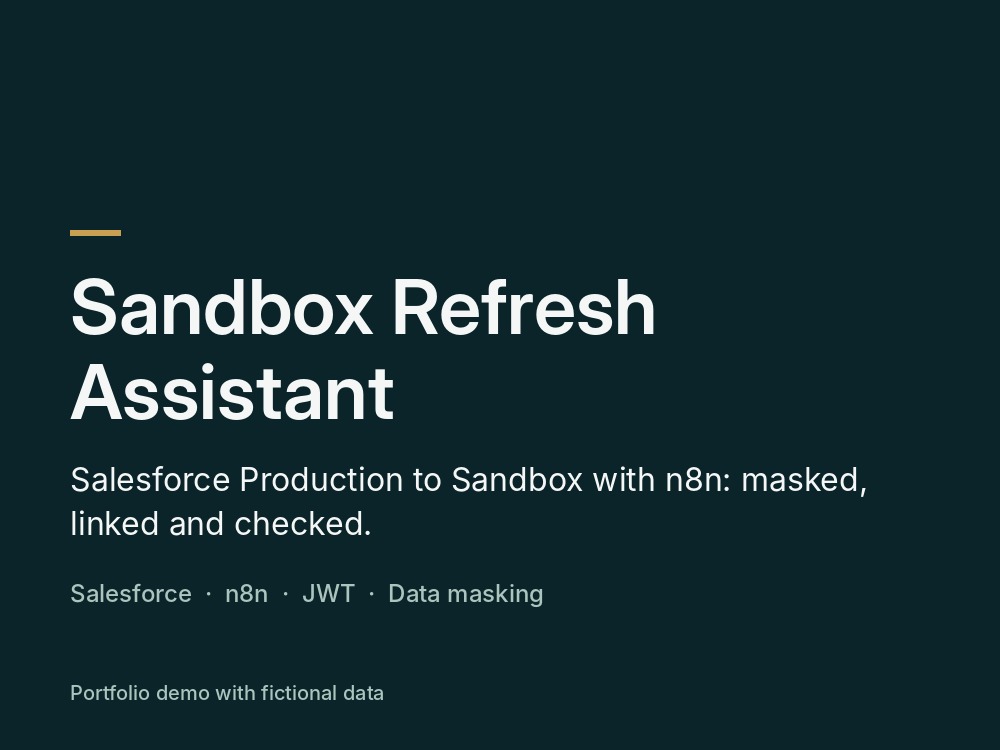 Sandbox Refresh
Assistant
Salesforce Production to Sandbox with n8n: masked,
linked and checked.
Salesforce · n8n · JWT · Data masking
Portfolio demo with fictional data